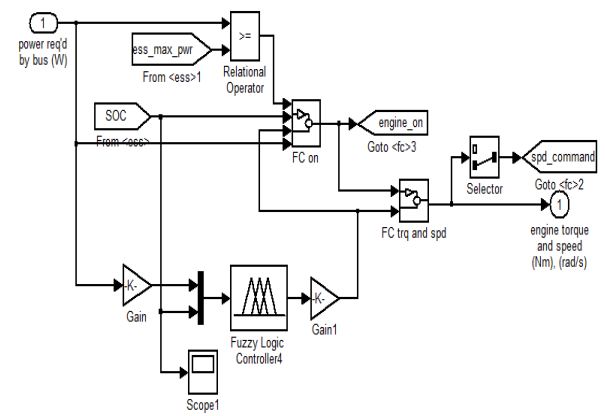 1
power req'd
by bus (W)
ess_max_pwr
From <ess>1
>=
Relational
Operator
SOC
From <ess>
FC on
engine_on
Goto <fc>3
Selector
spd_command
Goto <fc>2
FC trq and spd
1
engine torque
and speed
(Nm), (rad/s)
-K-
Gain
Fuzzy Logic
Controller4
-K-
Gain1
Scope1